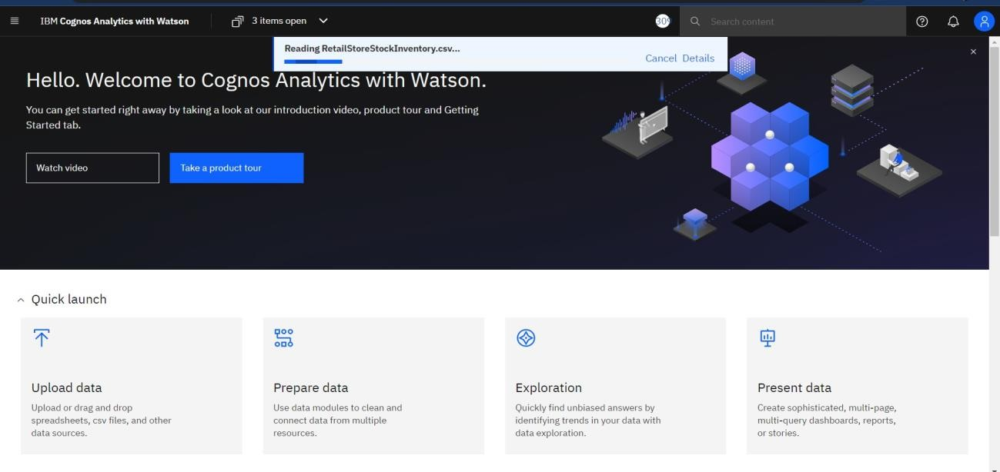 IBM Cognos Analytics with Watson
3 items open
Search content
Reading RetailStoreStockInventory.csv...
Cancel Details
Hello. Welcome to Cognos Analytics with Watson.
You can get started right away by taking a look at our introduction video, product tour and Getting
Started tab.
Watch video
Take a product tour
Quick launch
Upload data
Upload or drag and drop
spreadsheets, csv files, and other
data sources.
Prepare data
Use data modules to clean and
connect data from multiple
resources.
Exploration
Quickly find unbiased answers by
identifying trends in your data with
data exploration.
Present data
Create sophisticated, multi-page,
multi-query dashboards, reports,
or stories.